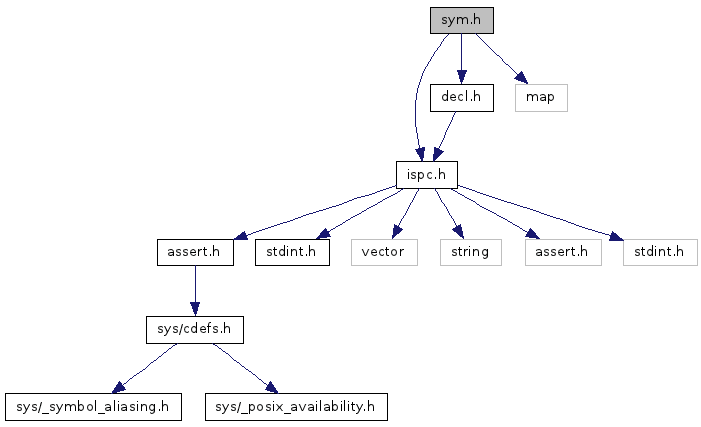 sym.h
decl.h
map
ispc.h
assert.h
stdint.h
vector
string
assert.h
stdint.h
sys/cdefs.h
sys/_symbol_aliasing.h
sys/_posix_availability.h